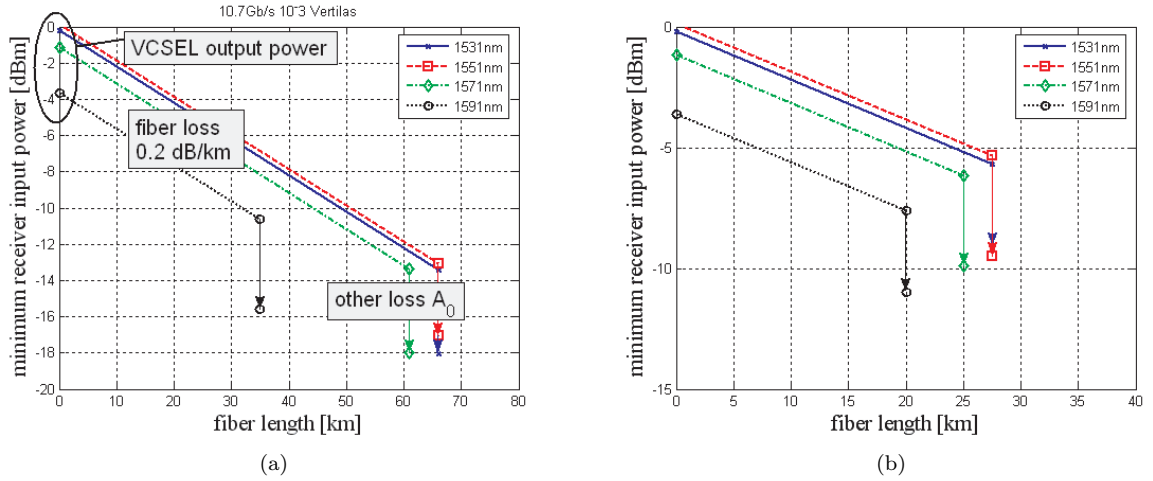 10.7Gb/s 10^-3 Vertilas
minimum receiver input power [dBm]
0
-2
-4
-6
-8
-10
-12
-14
-16
-18
-20
VCSEL output power
fiber loss
0.2 dB/km
other loss A_0
1531nm
1551nm
1571nm
1591nm
0 10 20 30 40 50 60 70 80
fiber length [km]
(a)
minimum receiver input power [dBm]
0
-5
-10
-15
1531nm
1551nm
1571nm
1591nm
0 5 10 15 20 25 30 35 40
fiber length [km]
(b)